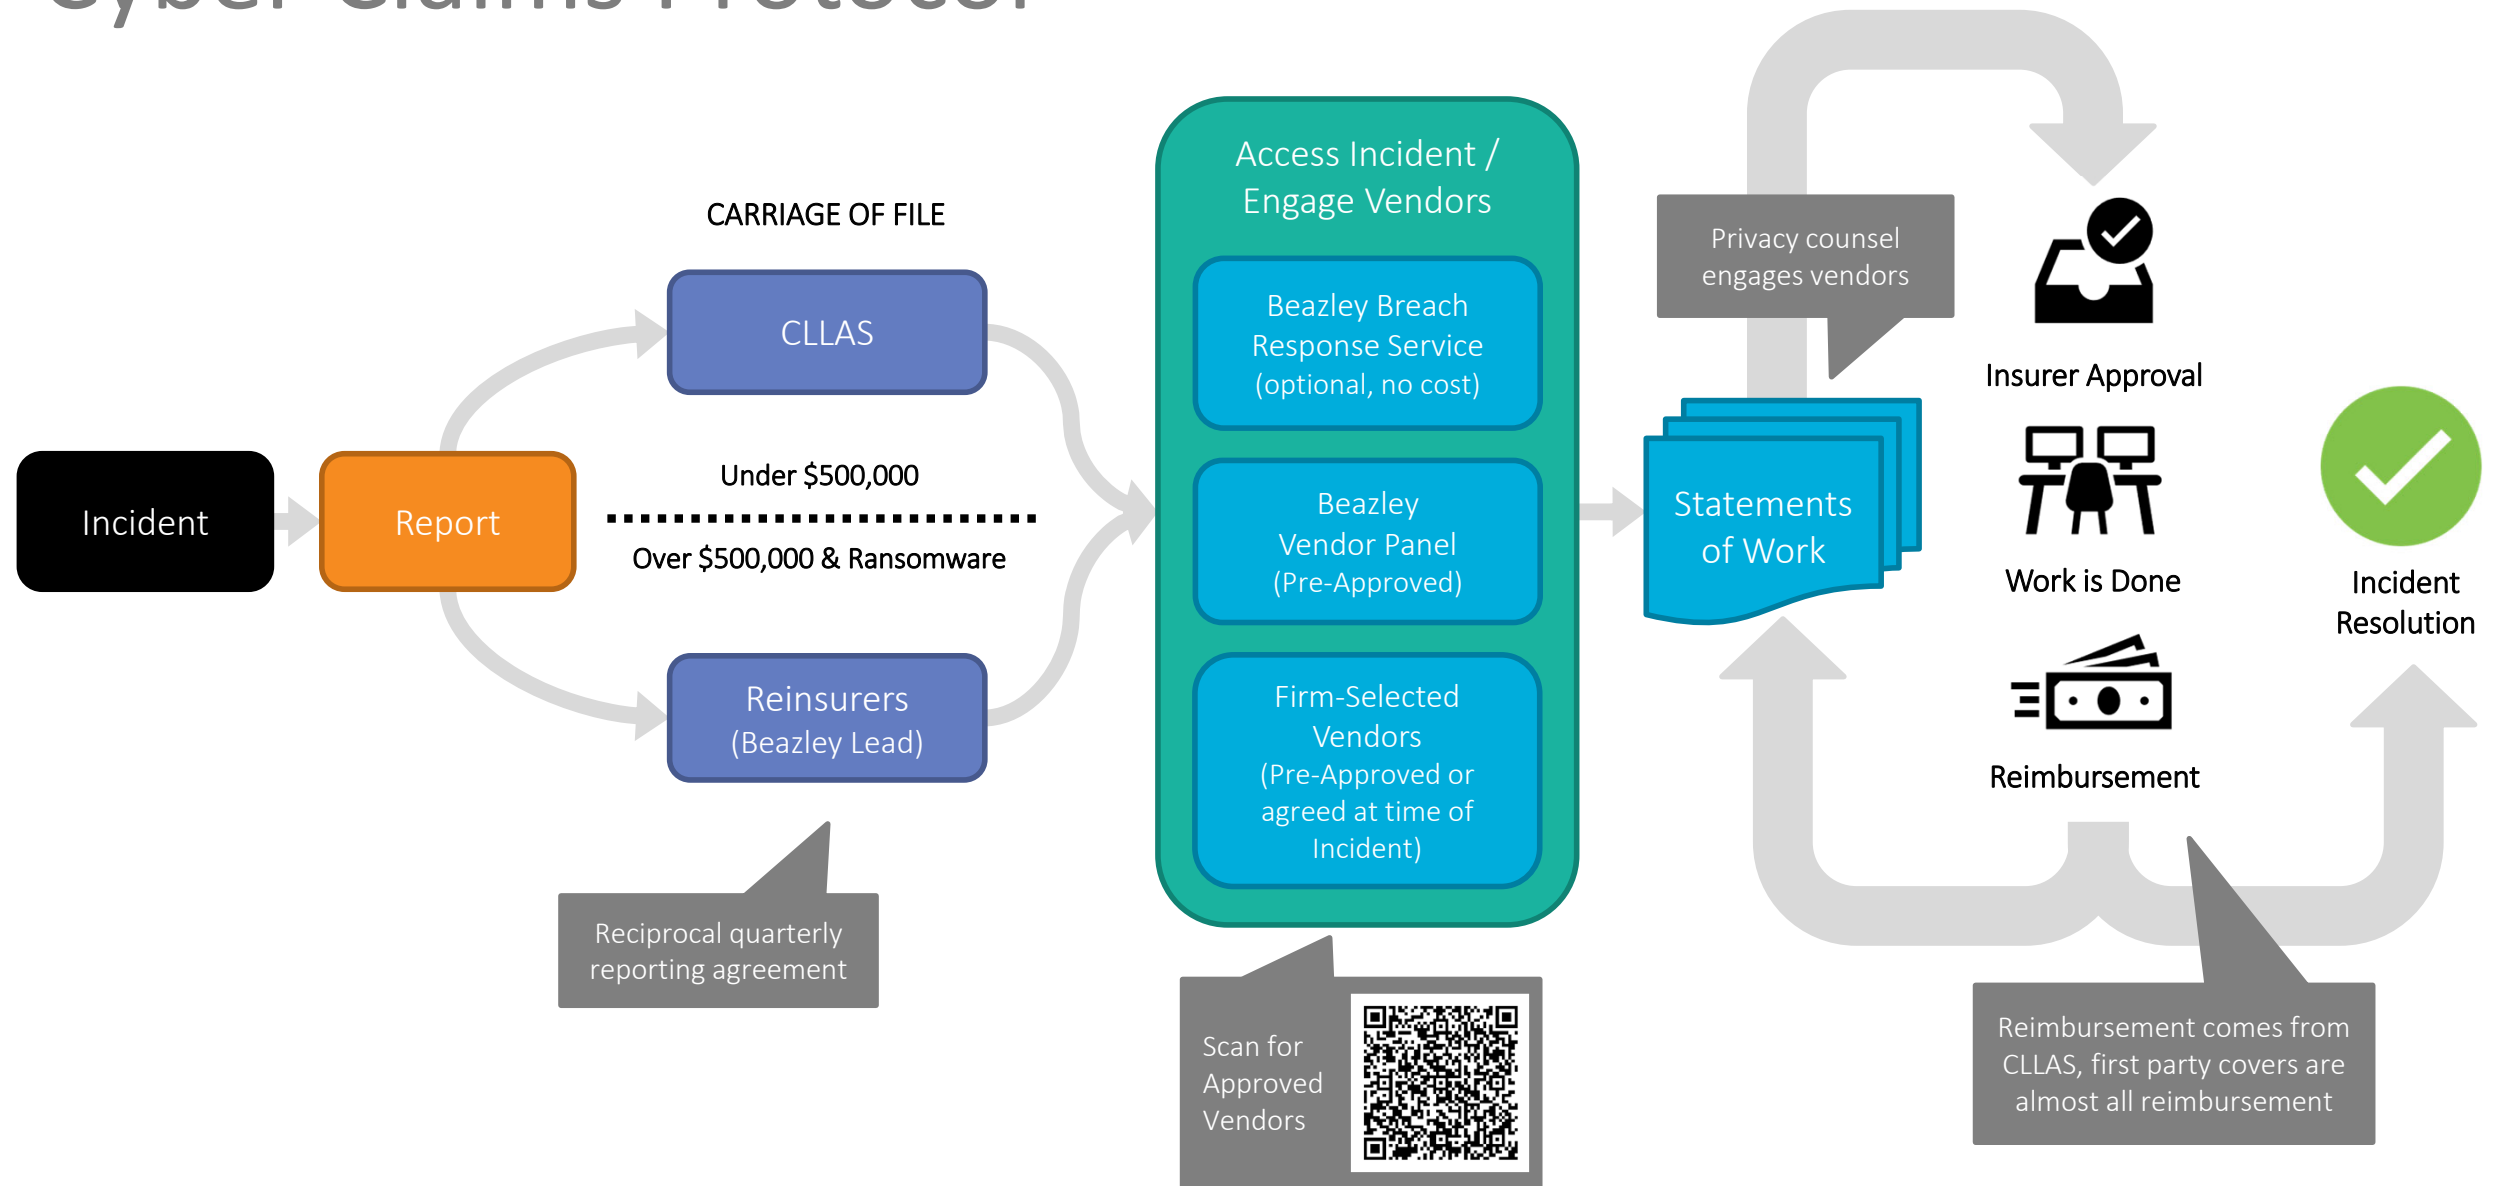 Cyber Claims Protocol
CARRIAGE OF FILE
CLLAS
Under $500,000
Incident
Report
Over $500,000 & Ransomware
Reinsurers
(Beazley Lead)
Reciprocal quarterly
reporting agreement
Access Incident /
Engage Vendors
Beazley Breach
Response Service
(optional, no cost)
Beazley
Vendor Panel
(Pre-Approved)
Firm-Selected
Vendors
(Pre-Approved or
agreed at time of
Incident)
Scan for
Approved
Vendors
Privacy counsel
engages vendors
Statements
of Work
Insurer Approval
Work is Done
Reimbursement
Incident
Resolution
Reimbursement comes from
CLLAS, first party covers are
almost all reimbursement